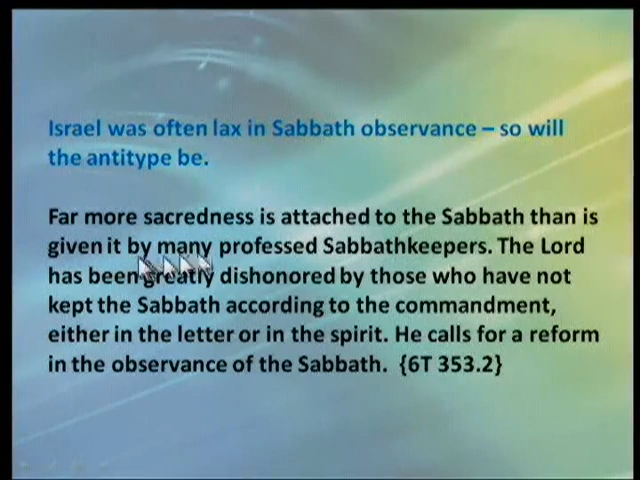 Israel was often lax in Sabbath observance – so will
the antitype be.
Far more sacredness is attached to the Sabbath than is
given it by many professed Sabbathkeepers. The Lord
has been greatly dishonored by those who have not
kept the Sabbath according to the commandment,
either in the letter or in the spirit. He calls for a reform
in the observance of the Sabbath. {6T 353.2}